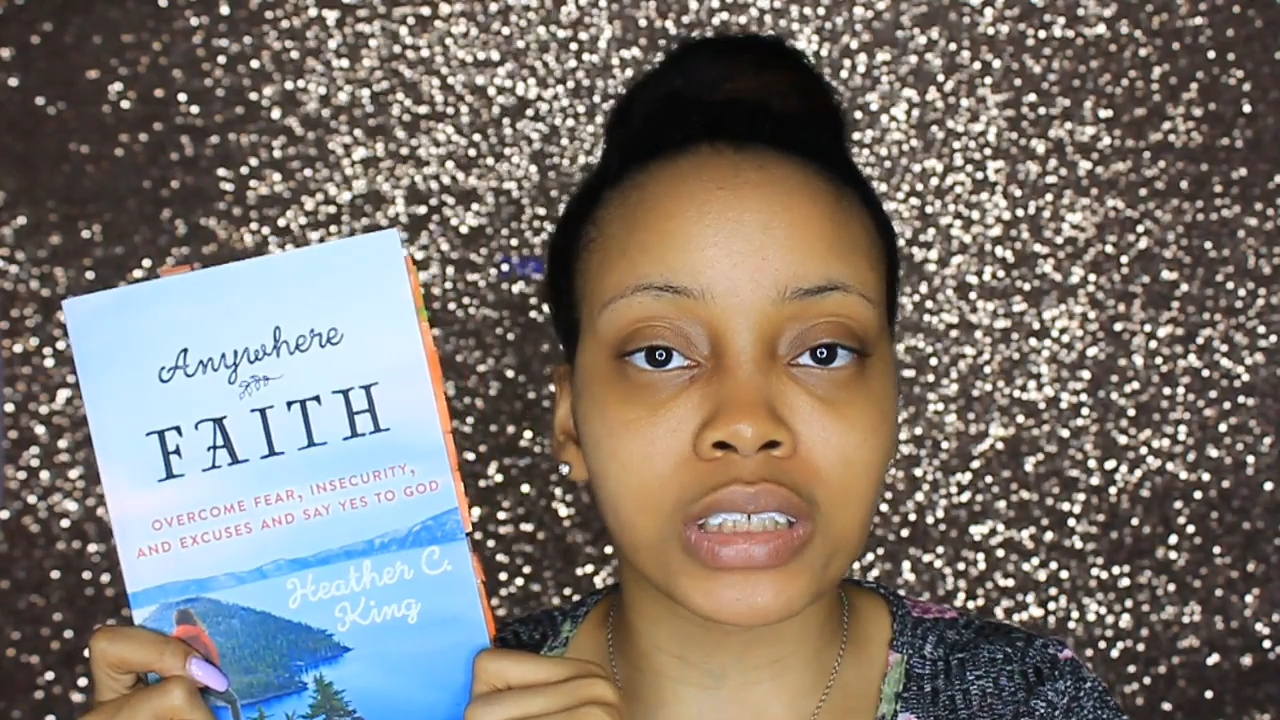 Anywhere
FAITH
OVERCOME FEAR, INSECURITY,
AND EXCUSES AND SAY YES TO GOD
Heather C.
King